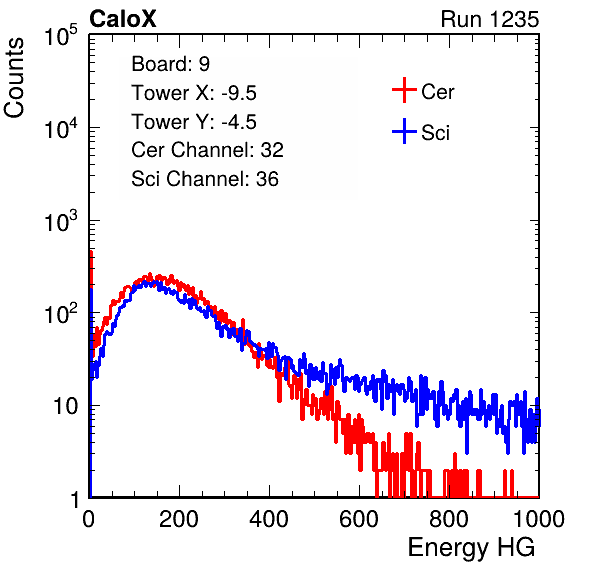 CaloX Run 1235
Counts
Board: 9
Tower X: -9.5
Tower Y: -4.5
Cer Channel: 32
Sci Channel: 36
Cer
Sci
10^5
10^4
10^3
10^2
10
1
0 200 400 600 800 1000
Energy HG